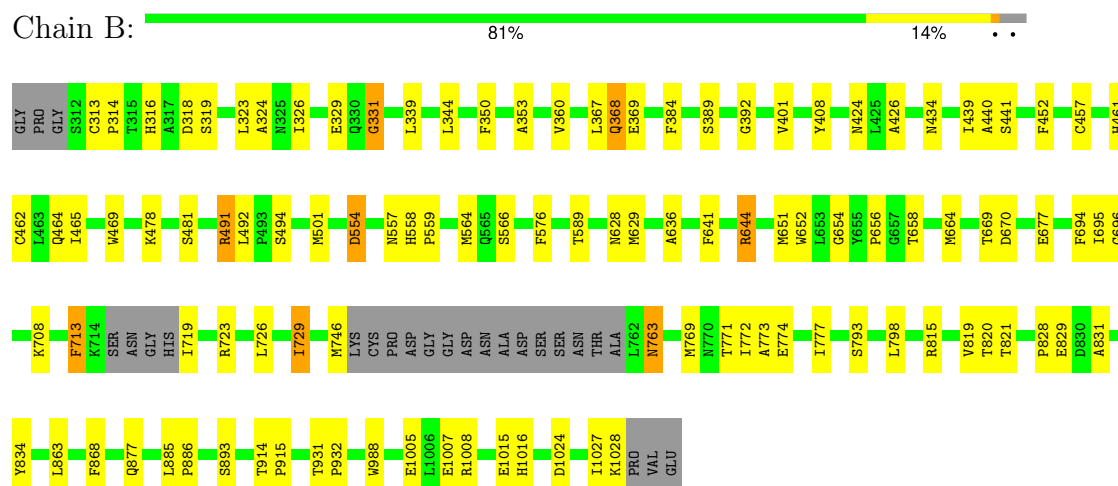 Chain B:
81% 14% • •
GLY PRO GLY S312 C313 P314 T315 H316 A317 D318 S319 L323 A324 N325 I326 E329 Q330 G331 L339 L344 F350 A353 V360 L367 Q368 E369 F384 S389 G392 V401 Y408 N424 L425 A426 N434 I439 A440 S441 F452 C457
C462 L463 Q464 I465 W469 K478 S481 R491 L492 P493 S494 M501 D554 N557 H558 P559 M564 Q565 S566 F576 T589 N628 M629 A636 F641 R644 M651 W652 L653 G654 Y655 P656 G657 T658 M664 T669 D670 E677 F694 I695
K708 F713 K714 SER ASN GLY HIS I719 R723 L726 I729 M746 LYS CYS PRO ASP GLY GLY ASP ASN ALA ASP SER SER ASN THR ALA L762 N763 M769 N770 T771 I772 A773 E774 I777 S793 L798 R815 V819 T820 T821 P828 E829 D830 A831
Y834 L863 F868 Q877 L885 P886 S893 T914 P915 T931 P932 W988 E1005 L1006 E1007 R1008 E1015 H1016 D1024 I1027 K1028 PRO VAL GLU